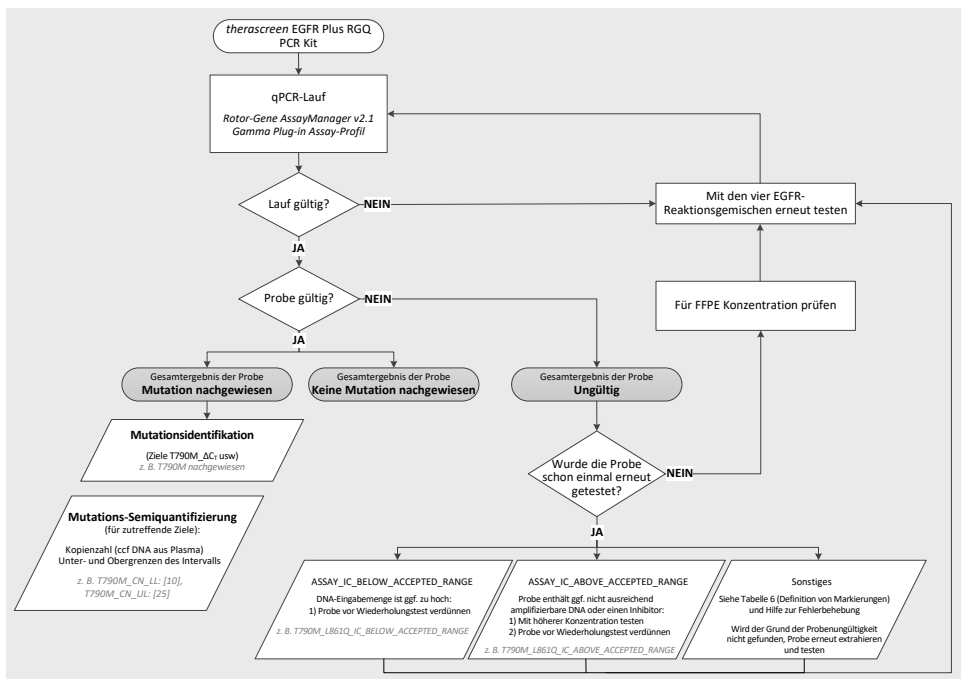 therascreen EGFR Plus RGQ
PCR Kit
qPCR-Lauf
Rotor-Gene AssayManager v2.1
Gamma Plug-in Assay-Profil
Lauf gültig?
NEIN
Mit den vier EGFR-
Reaktionsgemischen erneut testen
JA
Probe gültig?
NEIN
Für FFPE Konzentration prüfen
JA
Gesamtergebnis der Probe
Mutation nachgewiesen
Gesamtergebnis der Probe
Keine Mutation nachgewiesen
Gesamtergebnis der Probe
Ungültig
Mutationsidentifikation
(Ziele T790M_ΔCT usw)
z. B. T790M nachgewiesen
Wurde die Probe
schon einmal erneut
getestet?
NEIN
JA
Mutations-Semiquantifizierung
(für zutreffende Ziele):
Kopienzahl (ccf DNA aus Plasma)
Unter- und Obergrenzen des Intervalls
z. B. T790M_CN_LL: [10],
T790M_CN_UL: [25]
ASSAY_IC_BELOW_ACCEPTED_RANGE
DNA-Eingabemenge ist ggf. zu hoch:
1) Probe vor Wiederholungstest verdünnen
z. B. T790M_L861Q_IC_BELOW_ACCEPTED_RANGE
ASSAY_IC_ABOVE_ACCEPTED_RANGE
Probe enthält ggf. nicht ausreichend
amplifizierbare DNA oder einen Inhibitor:
1) Mit höherer Konzentration testen
2) Probe vor Wiederholungstest verdünnen
z. B. T790M_L861Q_IC_ABOVE_ACCEPTED_RANGE
Sonstiges
Siehe Tabelle 6 (Definition von Markierungen)
und Hilfe zur Fehlerbehebung
Wird der Grund der Probenungültigkeit
nicht gefunden, Probe erneut extrahieren
und testen